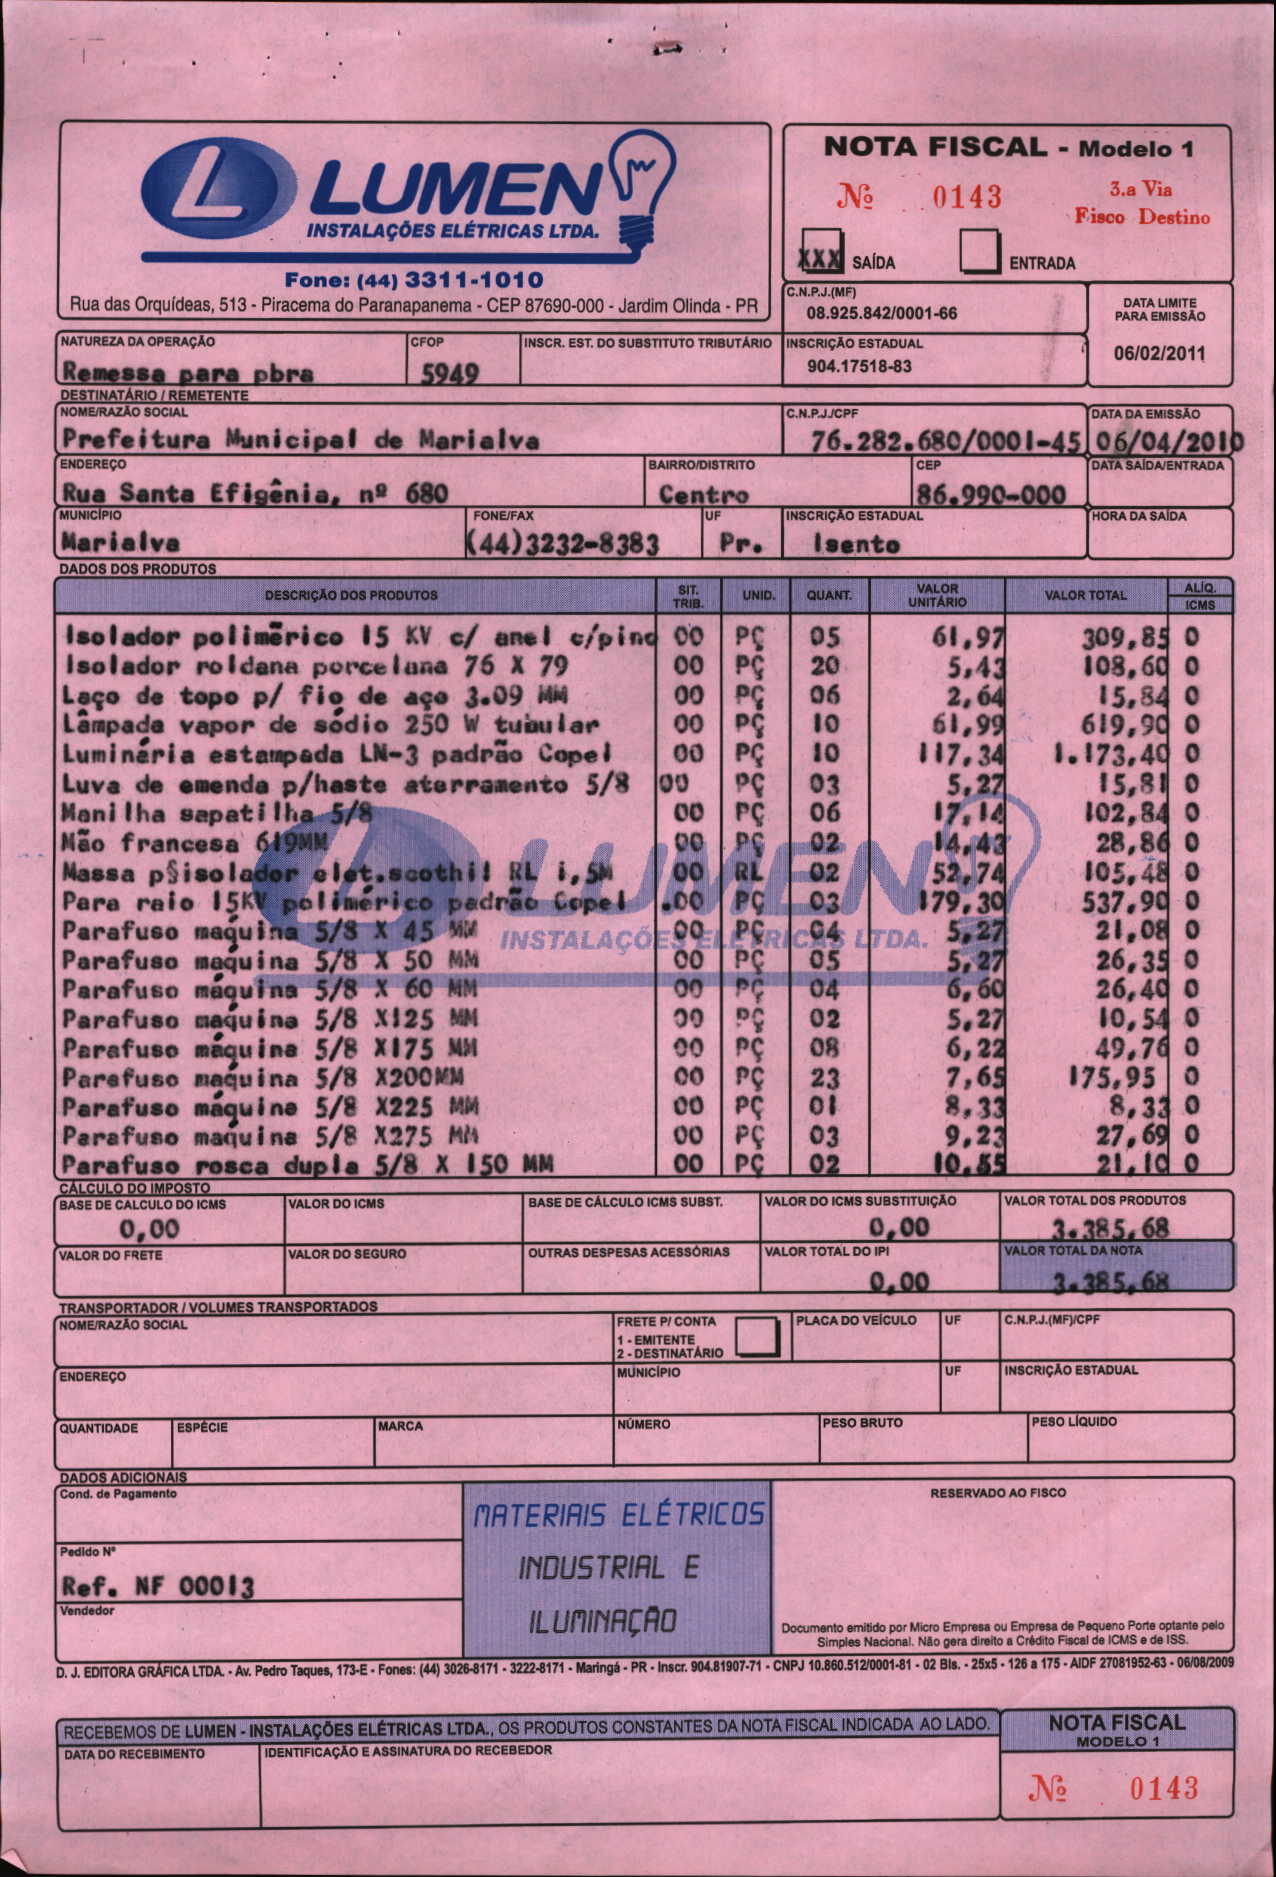 LUMEN
INSTALAÇÕES ELÉTRICAS LTDA.
Fone: (44) 3311-1010
Rua das Orquídeas, 513 - Piracema do Paranapanema - CEP 87690-000 - Jardim Olinda - PR
NOTA FISCAL - Modelo 1
Nº 0143
3.a Via
Fisco Destino
XXX SAÍDA ENTRADA
C.N.P.J.(MF)
08.925.842/0001-66
DATA LIMITE
PARA EMISSÃO
06/02/2011
NATUREZA DA OPERAÇÃO CFOP INSCR. EST. DO SUBSTITUTO TRIBUTÁRIO INSCRIÇÃO ESTADUAL
Remessa para pbra 5949 904.17518-83
DESTINATÁRIO / REMETENTE
NOME/RAZÃO SOCIAL C.N.P.J./CPF DATA DA EMISSÃO
Prefeitura Municipal de Marialva 76.282.680/0001-45 06/04/2010
ENDEREÇO BAIRRO/DISTRITO CEP DATA SAÍDA/ENTRADA
Rua Santa Efigênia, nº 680 Centro 86.990-000
MUNICÍPIO FONE/FAX UF INSCRIÇÃO ESTADUAL HORA DA SAÍDA
Marialva (44)3232-8383 Pr. Isento
DADOS DOS PRODUTOS
DESCRIÇÃO DOS PRODUTOS SIT. TRIB. UNID. QUANT. VALOR UNITÁRIO VALOR TOTAL ALÍQ. ICMS
Isolador polimérico 15 KV c/ anel c/pino 00 PÇ 05 61,97 309,85 0
Isolador roldana porcelana 76 X 79 00 PÇ 20 5,43 108,60 0
Laço de topo p/ fio de aço 3.09 MM 00 PÇ 06 2,64 15,84 0
Lâmpada vapor de sódio 250 W tubular 00 PÇ 10 61,99 619,90 0
Luminária estampada LN-3 padrão Copel 00 PÇ 10 117,34 1.173,40 0
Luva de emenda p/haste aterramento 5/8 00 PÇ 03 5,27 15,81 0
Manilha sapatilha 5/8 00 PÇ 06 17,14 102,84 0
Mão francesa 619MM 00 PÇ 02 14,43 28,86 0
Massa p§isolador elet.scothil RL 1,5M 00 RL 02 52,74 105,48 0
Para raio 15KV polimérico padrão Copel .00 PÇ 03 179,30 537,90 0
Parafuso maquina 5/8 X 45 MM 00 PÇ 04 5,27 21,08 0
Parafuso maquina 5/8 X 50 MM 00 PÇ 05 5,27 26,35 0
Parafuso máquina 5/8 X 60 MM 00 PÇ 04 6,60 26,40 0
Parafuso maquina 5/8 X125 MM 00 PÇ 02 5,27 10,54 0
Parafuso máquina 5/8 X175 MM 00 PÇ 08 6,22 49,76 0
Parafuso maquina 5/8 X200MM 00 PÇ 23 7,65 175,95 0
Parafuso máquina 5/8 X225 MM 00 PÇ 01 8,33 8,33 0
Parafuso maquina 5/8 X275 MM 00 PÇ 03 9,23 27,69 0
Parafuso rosca dupla 5/8 X 150 MM 00 PÇ 02 10,55 21,10 0
LUMEN
INSTALAÇÕES ELÉTRICAS LTDA.
CÁLCULO DO IMPOSTO
BASE DE CÁLCULO DO ICMS VALOR DO ICMS BASE DE CÁLCULO ICMS SUBST. VALOR DO ICMS SUBSTITUIÇÃO VALOR TOTAL DOS PRODUTOS
0,00 0,00 3.385,68
VALOR DO FRETE VALOR DO SEGURO OUTRAS DESPESAS ACESSÓRIAS VALOR TOTAL DO IPI VALOR TOTAL DA NOTA
0,00 3.385,68
TRANSPORTADOR / VOLUMES TRANSPORTADOS
NOME/RAZÃO SOCIAL FRETE P/ CONTA PLACA DO VEÍCULO UF C.N.P.J.(MF)/CPF
1 - EMITENTE
2 - DESTINATÁRIO
ENDEREÇO MUNICÍPIO UF INSCRIÇÃO ESTADUAL
QUANTIDADE ESPÉCIE MARCA NÚMERO PESO BRUTO PESO LÍQUIDO
DADOS ADICIONAIS
Cond. de Pagamento
Pedido Nº
Ref. NF 00013
Vendedor
MATERIAIS ELÉTRICOS
INDUSTRIAL E
ILUMINAÇÃO
RESERVADO AO FISCO
Documento emitido por Micro Empresa ou Empresa de Pequeno Porte optante pelo
Simples Nacional. Não gera direito a Crédito Fiscal de ICMS e de ISS.
D. J. EDITORA GRÁFICA LTDA. - Av. Pedro Taques, 173-E - Fones: (44) 3026-8171 - 3222-8171 - Maringá - PR - Inscr. 904.81907-71 - CNPJ 10.860.512/0001-81 - 02 Bls. - 25x5 - 126 a 175 - AIDF 27081952-63 - 06/08/2009
RECEBEMOS DE LUMEN - INSTALAÇÕES ELÉTRICAS LTDA., OS PRODUTOS CONSTANTES DA NOTA FISCAL INDICADA AO LADO.
DATA DO RECEBIMENTO IDENTIFICAÇÃO E ASSINATURA DO RECEBEDOR
NOTA FISCAL
MODELO 1
Nº 0143